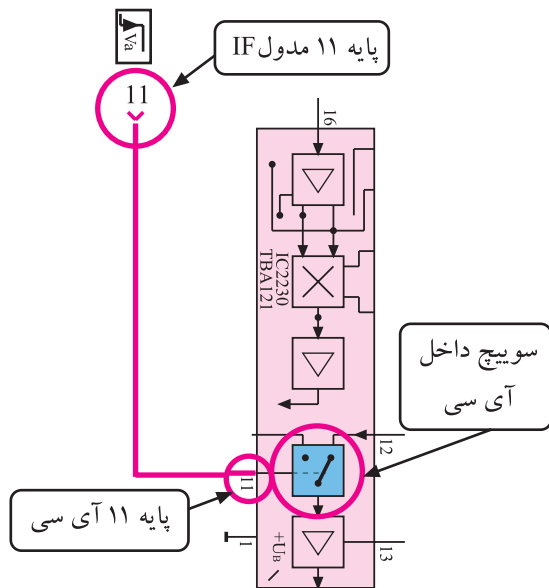 Va
پایه ۱۱ مدول IF
11
16
IC2230
TBA121
سوییچ داخل
آی سی
12
11
پایه ۱۱ آی سی
1
+UB
13